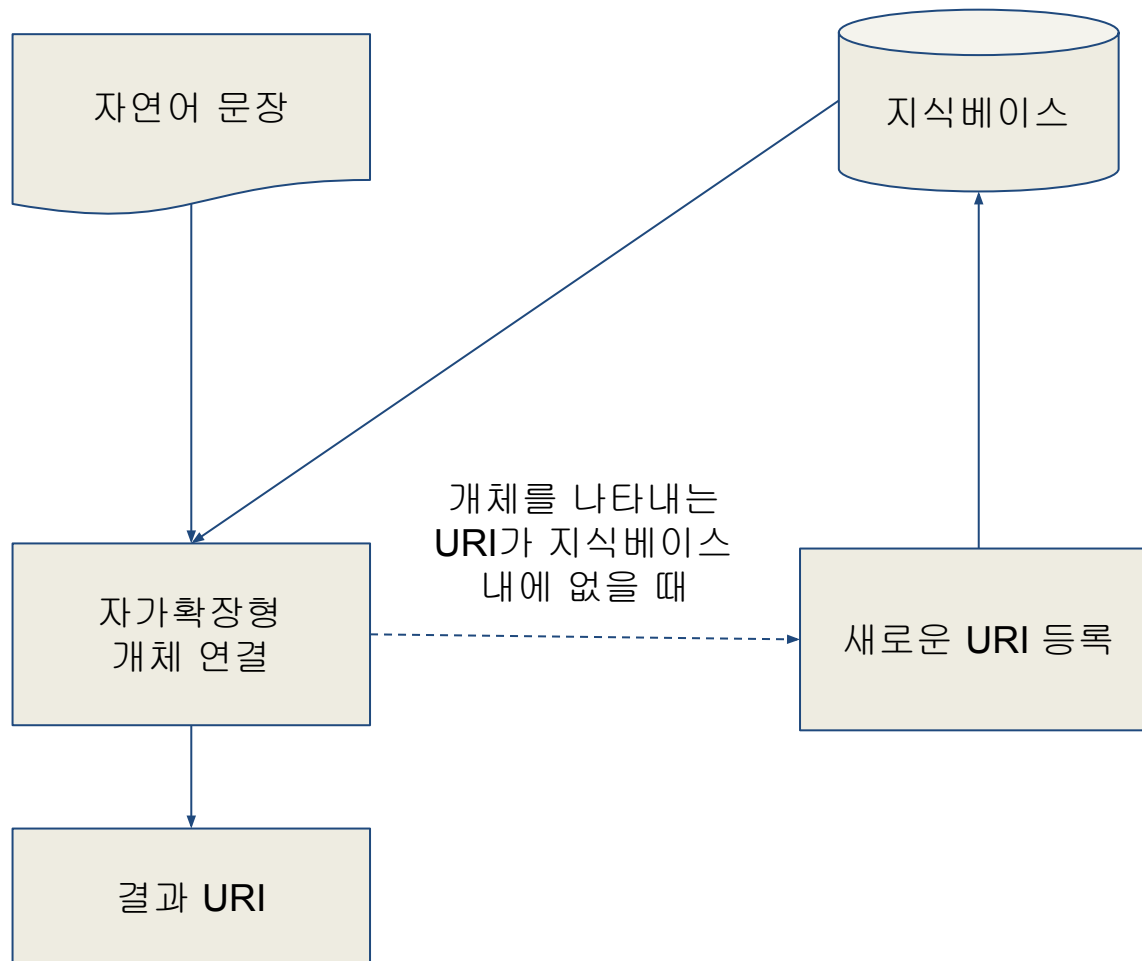 자연어 문장
지식베이스
개체를 나타내는
URI가 지식베이스
내에 없을 때
자가확장형
개체 연결
새로운 URI 등록
결과 URI